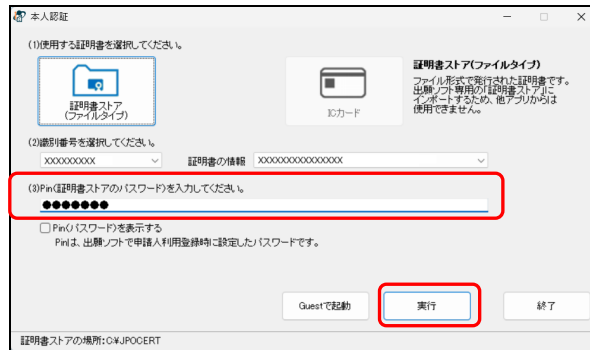 本人認証
(1)使用する証明書を選択してください。
証明書ストア
(ファイルタイプ)
ICカード
証明書ストア(ファイルタイプ)
ファイル形式で発行された証明書です。
出願ソフト専用の「証明書ストア」に
インポートするため、他アプリからは
使用できません。
(2)識別番号を選択してください。
XXXXXXXXX
証明書の情報
XXXXXXXXXXXXXXX
(3)Pin(証明書ストアのパスワード)を入力してください。
●●●●●●●
Pin(パスワード)を表示する
Pinは、出願ソフトで申請人利用登録時に設定したパスワードです。
Guestで起動
実行
終了
証明書ストアの場所:C:¥JPOCERT